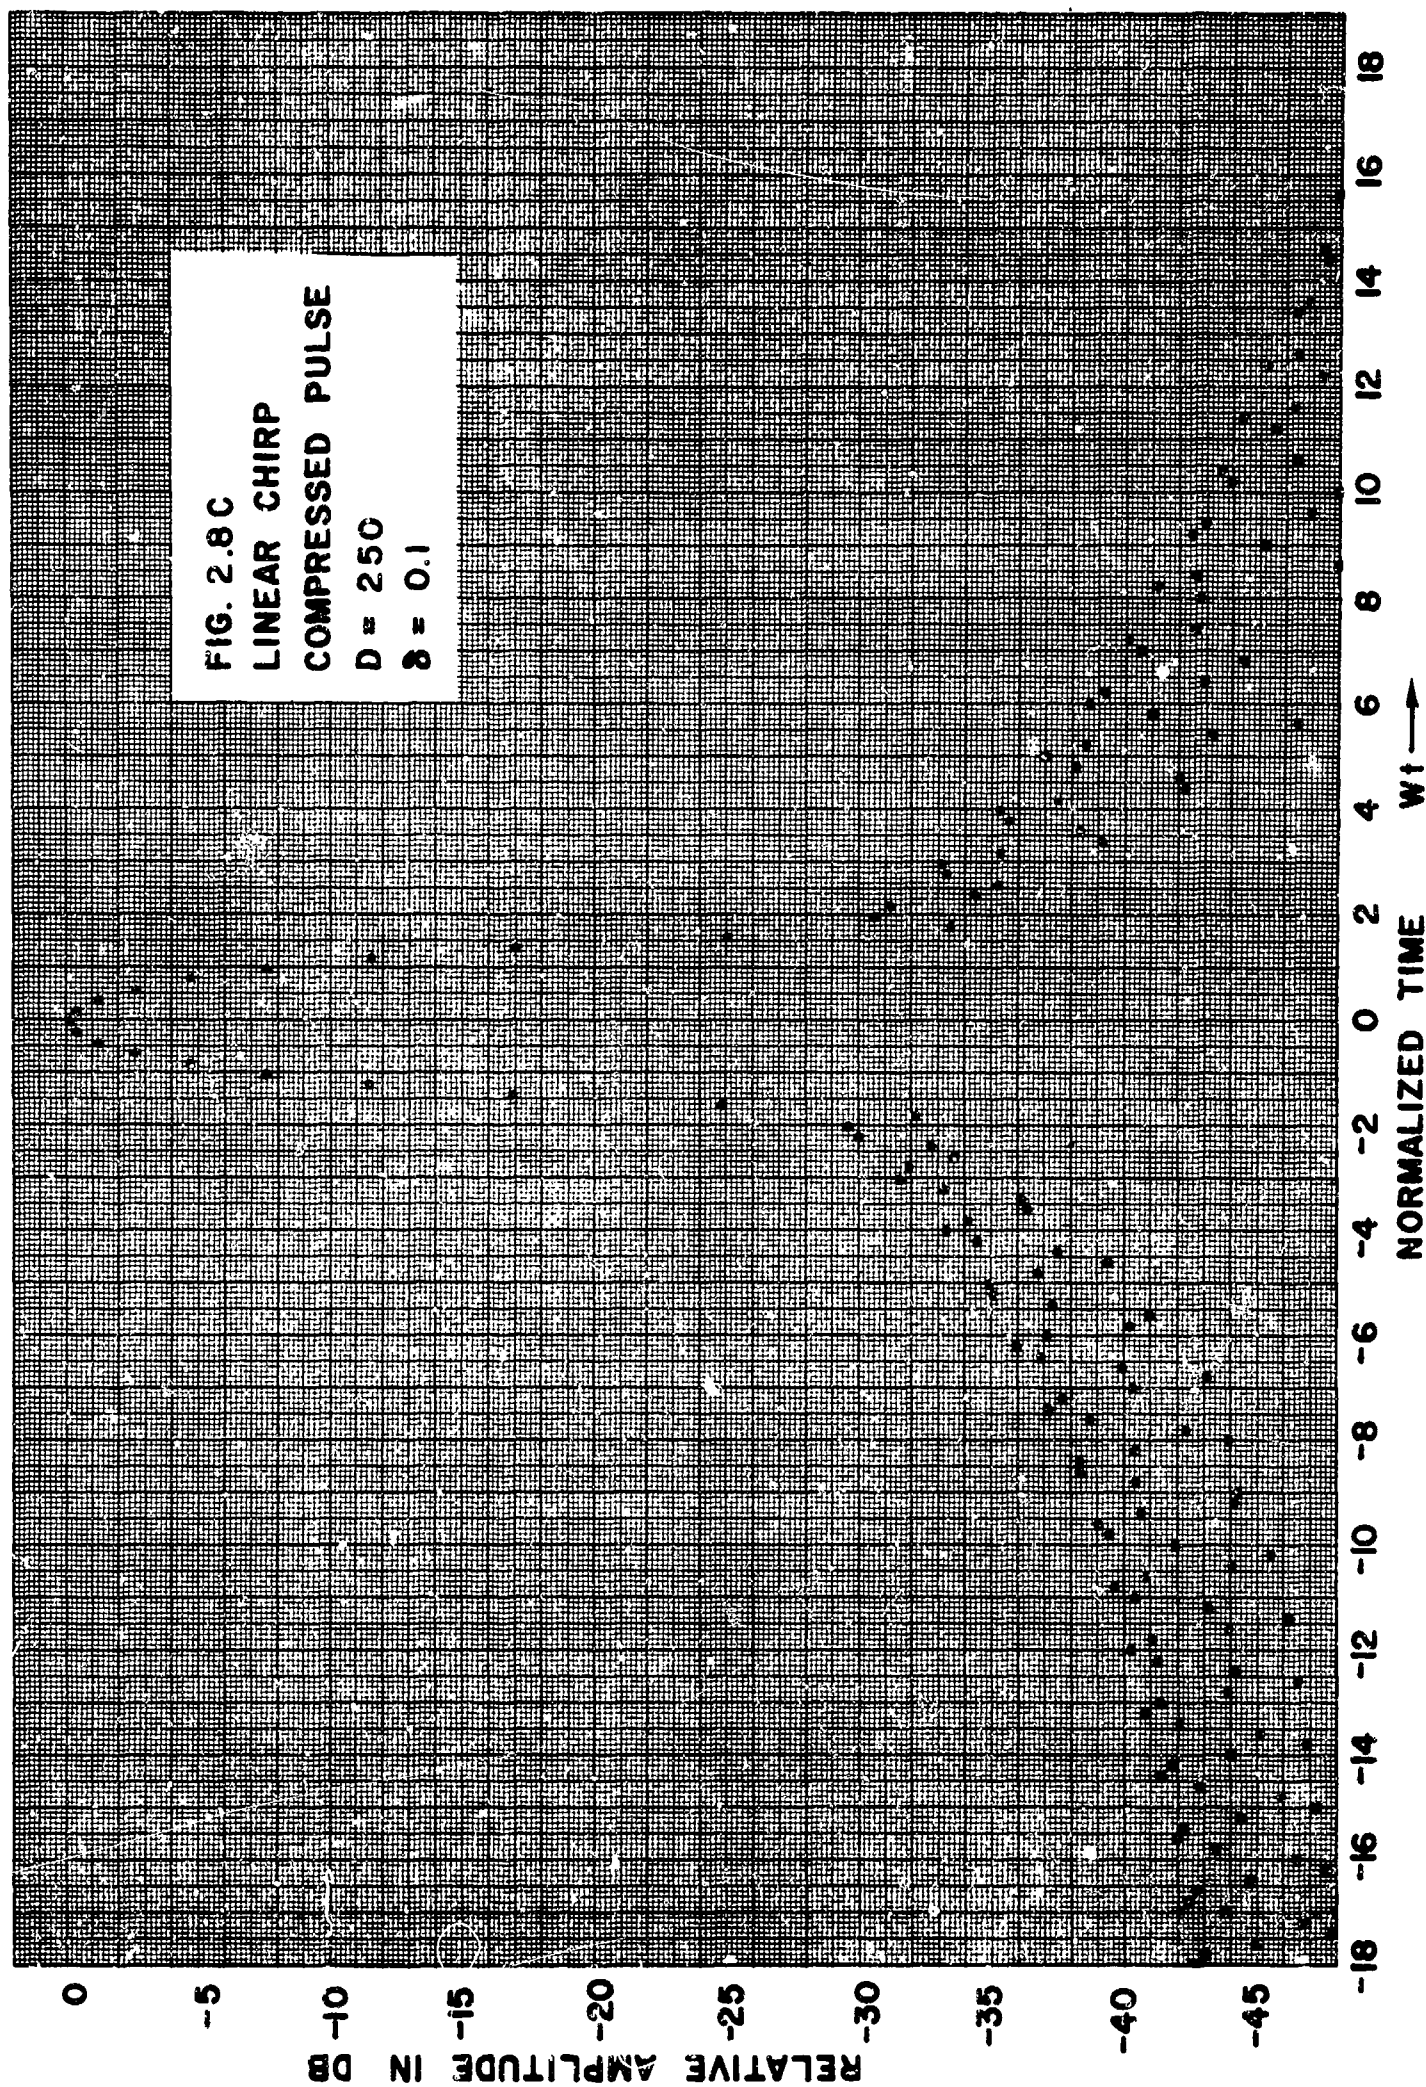 FIG. 2.8C
LINEAR CHIRP
COMPRESSED PULSE
D = 250
δ = 0.1
RELATIVE AMPLITUDE IN DB
0
-5
-10
-15
-20
-25
-30
-35
-40
-45
-18 -16 -14 -12 -10 -8 -6 -4 -2 0 2 4 6 8 10 12 14 16 18
NORMALIZED TIME Wt